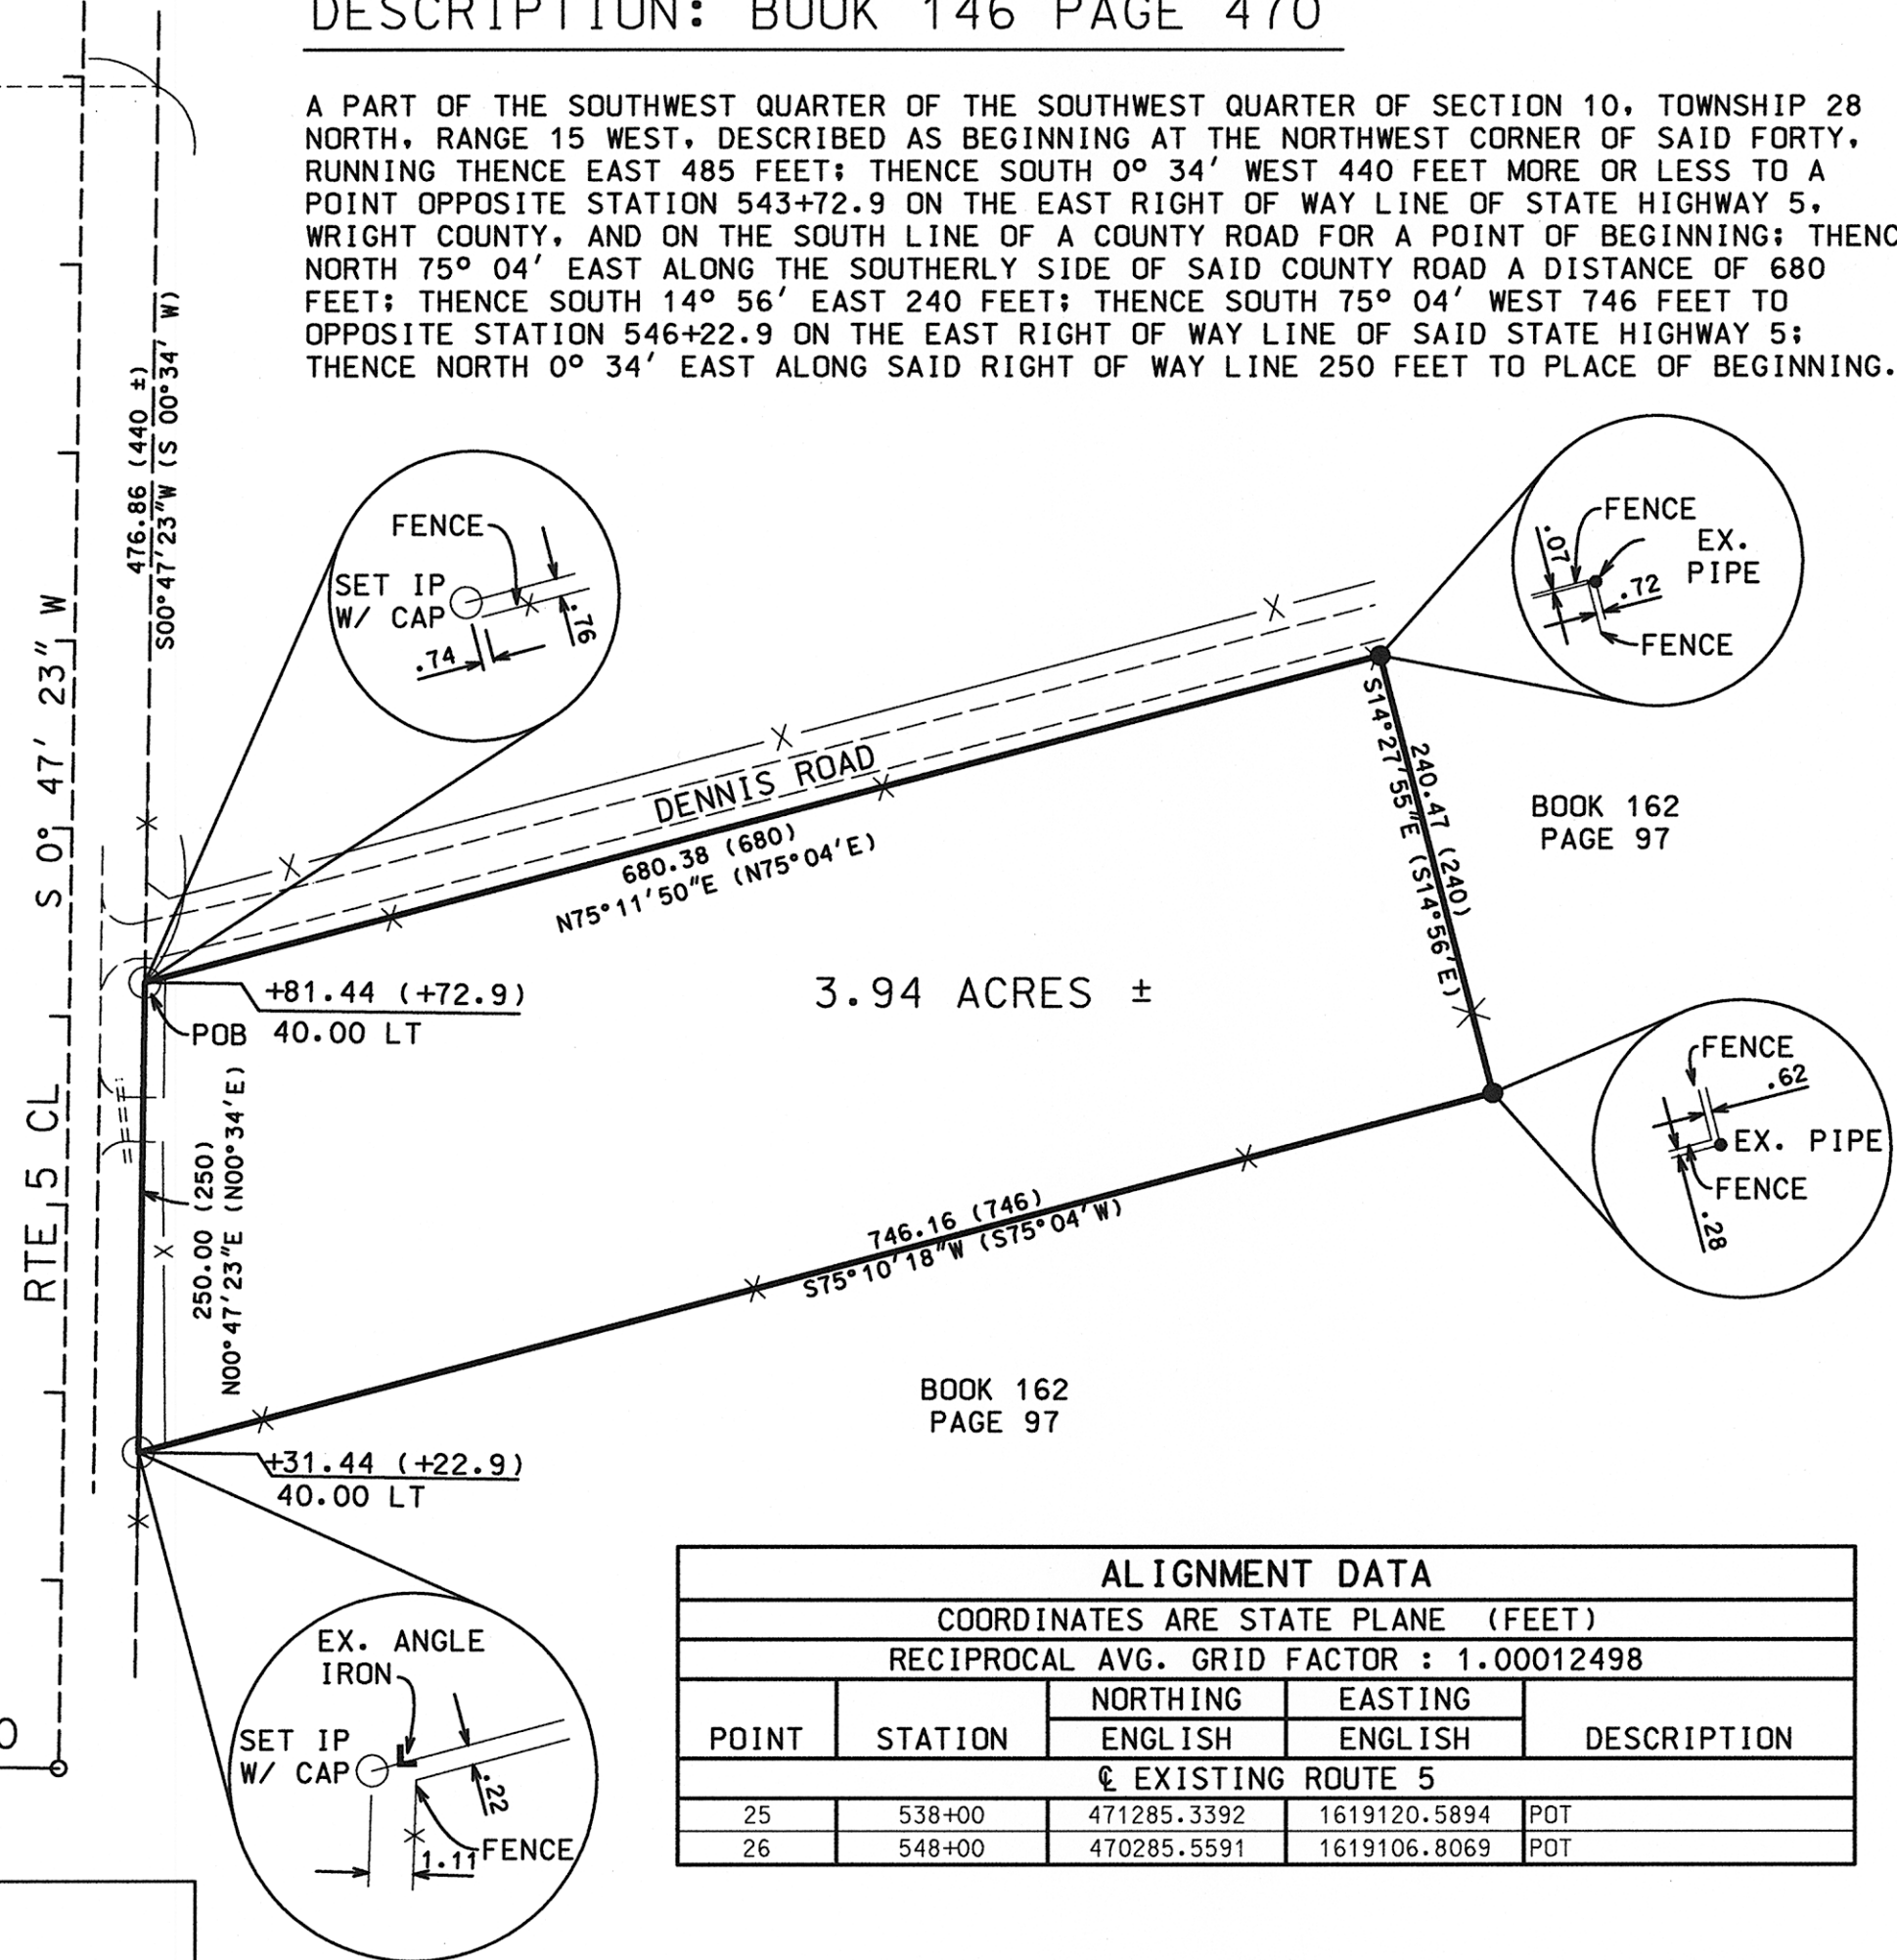 DESCRIPTION: BOOK 146 PAGE 470
A PART OF THE SOUTHWEST QUARTER OF THE SOUTHWEST QUARTER OF SECTION 10, TOWNSHIP 28
NORTH, RANGE 15 WEST, DESCRIBED AS BEGINNING AT THE NORTHWEST CORNER OF SAID FORTY,
RUNNING THENCE EAST 485 FEET; THENCE SOUTH 0° 34' WEST 440 FEET MORE OR LESS TO A
POINT OPPOSITE STATION 543+72.9 ON THE EAST RIGHT OF WAY LINE OF STATE HIGHWAY 5,
WRIGHT COUNTY, AND ON THE SOUTH LINE OF A COUNTY ROAD FOR A POINT OF BEGINNING; THENC
NORTH 75° 04' EAST ALONG THE SOUTHERLY SIDE OF SAID COUNTY ROAD A DISTANCE OF 680
FEET; THENCE SOUTH 14° 56' EAST 240 FEET; THENCE SOUTH 75° 04' WEST 746 FEET TO
OPPOSITE STATION 546+22.9 ON THE EAST RIGHT OF WAY LINE OF SAID STATE HIGHWAY 5;
THENCE NORTH 0° 34' EAST ALONG SAID RIGHT OF WAY LINE 250 FEET TO PLACE OF BEGINNING.
476.86 (440 ±)
S00°47'23"W (S 00°34' W)
RTE 5 CL S 0° 47' 23" W
FENCE
SET IP
W/ CAP
.74
.76
FENCE
EX.
PIPE
.07
.72
FENCE
DENNIS ROAD
680.38 (680)
N75°11'50"E (N75°04'E)
240.47 (240)
S14°27'55"E (S14°56'E)
BOOK 162
PAGE 97
3.94 ACRES ±
+81.44 (+72.9)
40.00 LT
POB
250.00 (250)
N00°47'23"E (N00°34'E)
FENCE
.62
EX. PIPE
FENCE
.28
746.16 (746)
S75°10'18"W (S75°04'W)
BOOK 162
PAGE 97
+31.44 (+22.9)
40.00 LT
EX. ANGLE
IRON
SET IP
W/ CAP
.22
FENCE
1.11
ALIGNMENT DATA
COORDINATES ARE STATE PLANE (FEET)
RECIPROCAL AVG. GRID FACTOR : 1.00012498
POINT STATION NORTHING EASTING DESCRIPTION
ENGLISH ENGLISH
℄ EXISTING ROUTE 5
25 538+00 471285.3392 1619120.5894 POT
26 548+00 470285.5591 1619106.8069 POT